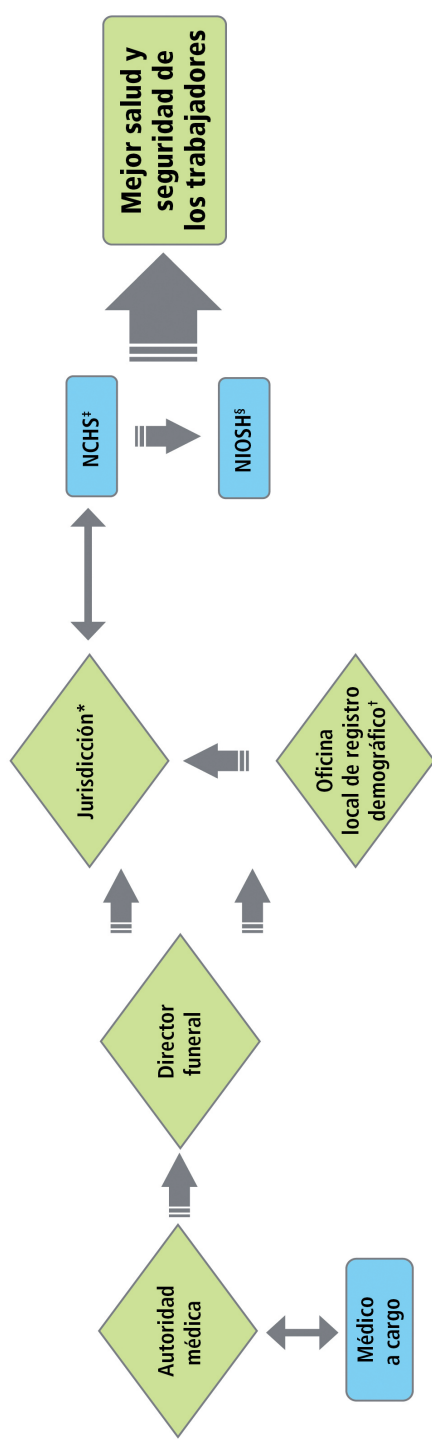 Autoridad
médica
Médico
a cargo
Director
funeral
Jurisdicción*
Oficina
local de registro
demográfico†
NCHS‡
NIOSH§
Mejor salud y
seguridad de
los trabajadores